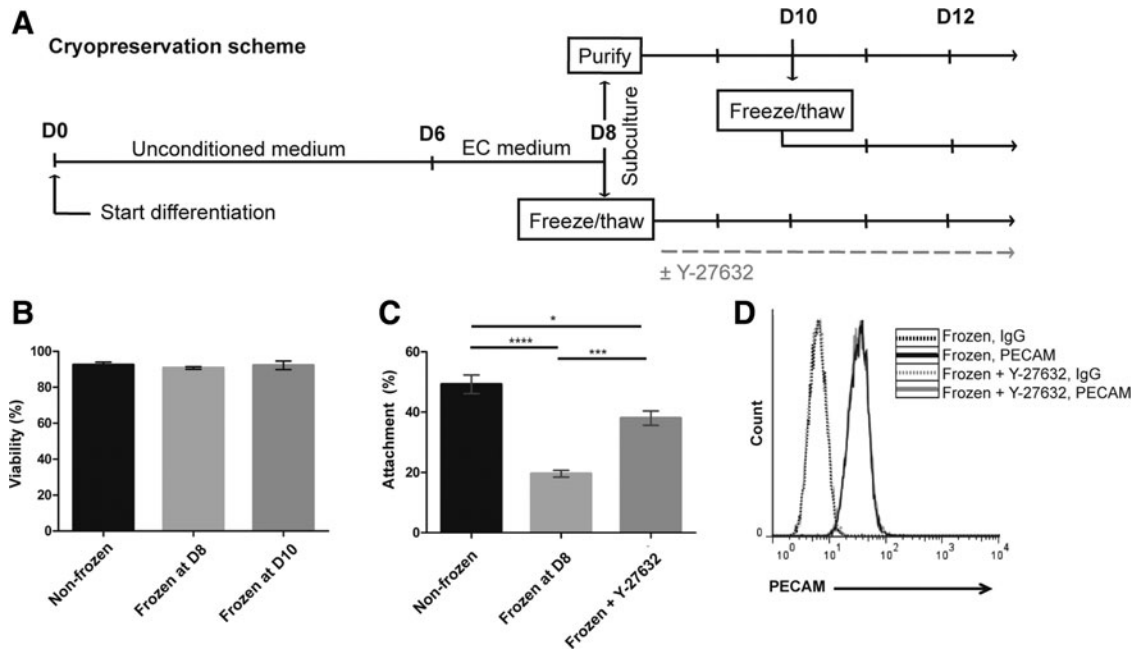 A
Cryopreservation scheme
D10
D12
Purify
Freeze/thaw
Subculture
D0
D6
D8
Unconditioned medium
EC medium
Start differentiation
Freeze/thaw
± Y-27632
B
Viability (%)
100
80
60
40
20
0
Non-frozen
Frozen at D8
Frozen at D10
C
Attachment (%)
60
40
20
0
*
****
***
Non-frozen
Frozen at D8
Frozen + Y-27632
D
Count
0
Frozen, IgG
Frozen, PECAM
Frozen + Y-27632, IgG
Frozen + Y-27632, PECAM
10⁰
10¹
10²
10³
10⁴
PECAM